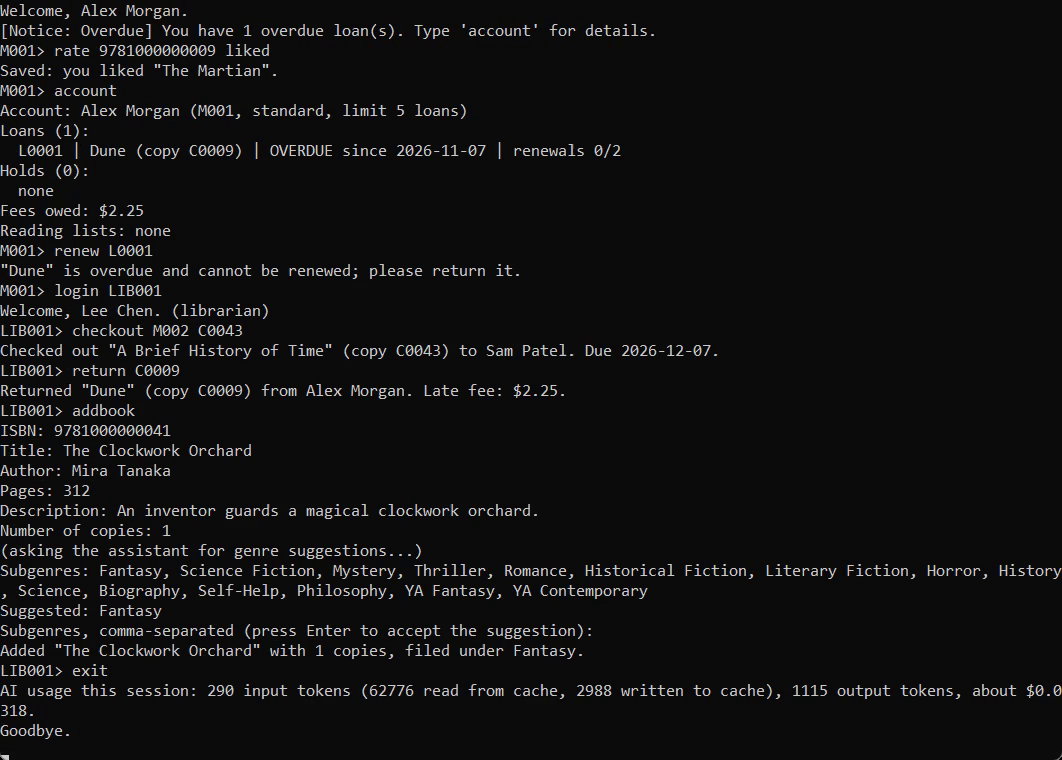 Welcome, Alex Morgan.
[Notice: Overdue] You have 1 overdue loan(s). Type 'account' for details.
M001> rate 9781000000009 liked
Saved: you liked "The Martian".
M001> account
Account: Alex Morgan (M001, standard, limit 5 loans)
Loans (1):
  L0001 | Dune (copy C0009) | OVERDUE since 2026-11-07 | renewals 0/2
Holds (0):
  none
Fees owed: $2.25
Reading lists: none
M001> renew L0001
"Dune" is overdue and cannot be renewed; please return it.
M001> login LIB001
Welcome, Lee Chen. (librarian)
LIB001> checkout M002 C0043
Checked out "A Brief History of Time" (copy C0043) to Sam Patel. Due 2026-12-07.
LIB001> return C0009
Returned "Dune" (copy C0009) from Alex Morgan. Late fee: $2.25.
LIB001> addbook
ISBN: 9781000000041
Title: The Clockwork Orchard
Author: Mira Tanaka
Pages: 312
Description: An inventor guards a magical clockwork orchard.
Number of copies: 1
(asking the assistant for genre suggestions...)
Subgenres: Fantasy, Science Fiction, Mystery, Thriller, Romance, Historical Fiction, Literary Fiction, Horror, History
, Science, Biography, Self-Help, Philosophy, YA Fantasy, YA Contemporary
Suggested: Fantasy
Subgenres, comma-separated (press Enter to accept the suggestion):
Added "The Clockwork Orchard" with 1 copies, filed under Fantasy.
LIB001> exit
AI usage this session: 290 input tokens (62776 read from cache, 2988 written to cache), 1115 output tokens, about $0.0
318.
Goodbye.